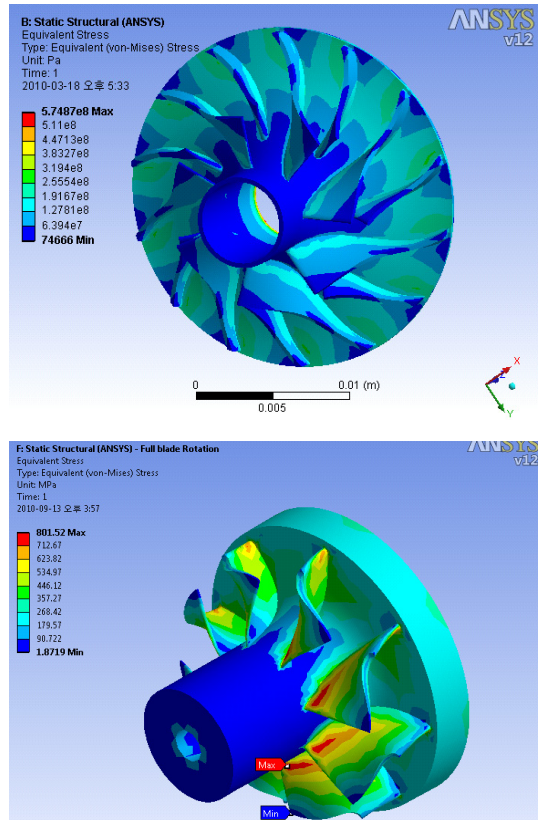 B: Static Structural (ANSYS)
Equivalent Stress
Type: Equivalent (von-Mises) Stress
Unit: Pa
Time: 1
2010-03-18 오후 5:33
5.7487e8 Max
5.11e8
4.4713e8
3.8327e8
3.194e8
2.5554e8
1.9167e8
1.2781e8
6.394e7
74666 Min
ANSYS
v12
0
0.01 (m)
0.005
X
Z
Y
F: Static Structural (ANSYS) - Full blade Rotation
Equivalent Stress
Type: Equivalent (von-Mises) Stress
Unit: MPa
Time: 1
2010-09-13 오후 3:57
801.52 Max
712.67
623.82
534.97
446.12
357.27
268.42
179.57
90.722
1.8719 Min
ANSYS
v12
Max
Min